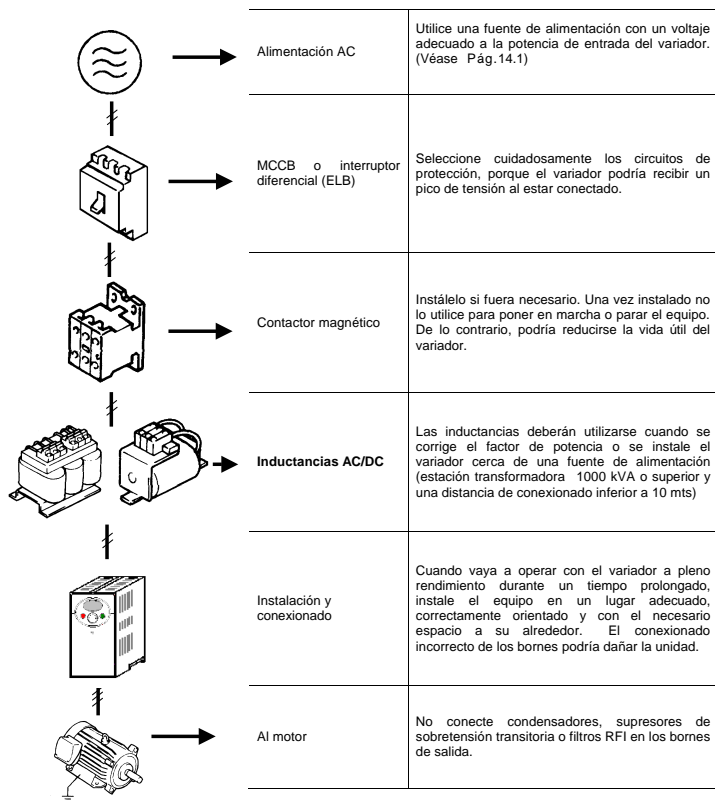 Alimentación AC
Utilice una fuente de alimentación con un voltaje
adecuado a la potencia de entrada del variador.
(Véase Pág.14.1)
MCCB o interruptor
diferencial (ELB)
Seleccione cuidadosamente los circuitos de
protección, porque el variador podría recibir un
pico de tensión al estar conectado.
Contactor magnético
Instálelo si fuera necesario. Una vez instalado no
lo utilice para poner en marcha o parar el equipo.
De lo contrario, podría reducirse la vida útil del
variador.
Inductancias AC/DC
Las inductancias deberán utilizarse cuando se
corrige el factor de potencia o se instale el
variador cerca de una fuente de alimentación
(estación transformadora 1000 kVA o superior y
una distancia de conexionado inferior a 10 mts)
Instalación y
conexionado
Cuando vaya a operar con el variador a pleno
rendimiento durante un tiempo prolongado,
instale el equipo en un lugar adecuado,
correctamente orientado y con el necesario
espacio a su alrededor. El conexionado
incorrecto de los bornes podría dañar la unidad.
Al motor
No conecte condensadores, supresores de
sobretensión transitoria o filtros RFI en los bornes
de salida.